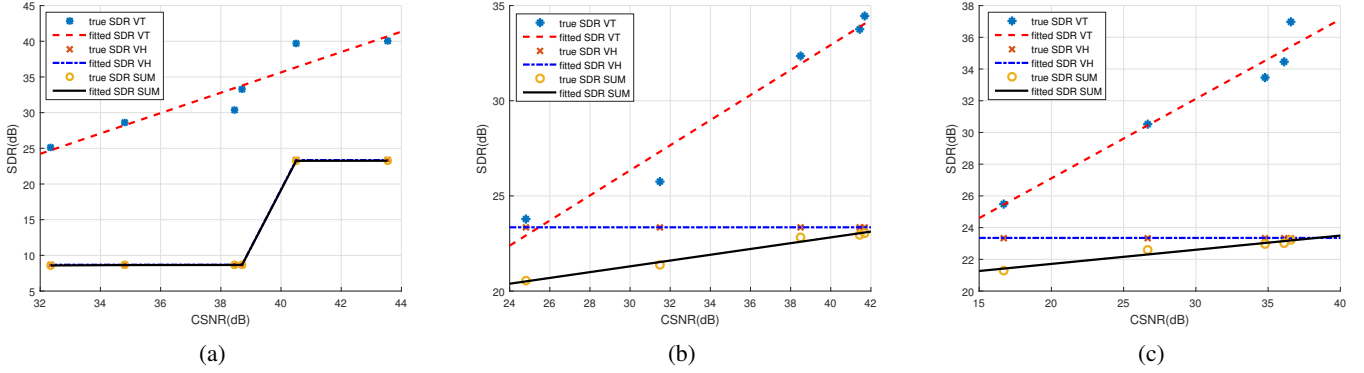 40
35
30
25
20
15
10
5
SDR(dB)
true SDR VT
fitted SDR VT
true SDR VH
fitted SDR VH
true SDR SUM
fitted SDR SUM
32 34 36 38 40 42 44
CSNR(dB)
(a)
35
30
25
20
SDR(dB)
true SDR VT
fitted SDR VT
true SDR VH
fitted SDR VH
true SDR SUM
fitted SDR SUM
24 26 28 30 32 34 36 38 40 42
CSNR(dB)
(b)
38
36
34
32
30
28
26
24
22
20
SDR(dB)
true SDR VT
fitted SDR VT
true SDR VH
fitted SDR VH
true SDR SUM
fitted SDR SUM
15 20 25 30 35 40
CSNR(dB)
(c)